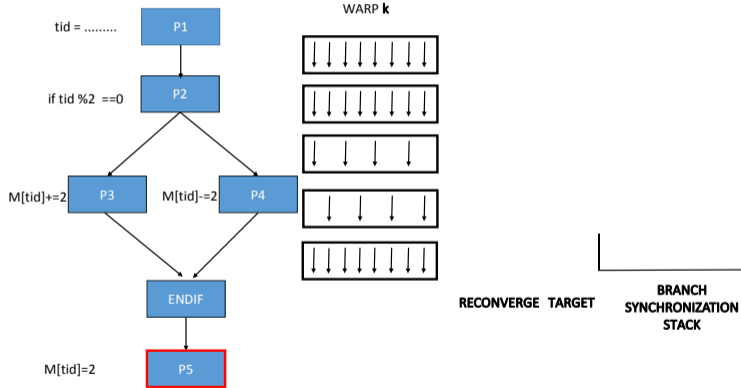 WARP k
tid = .........
P1
if tid %2 ==0
P2
M[tid]+=2
P3
M[tid]-=2
P4
ENDIF
RECONVERGE TARGET
BRANCH
SYNCHRONIZATION
STACK
M[tid]=2
P5